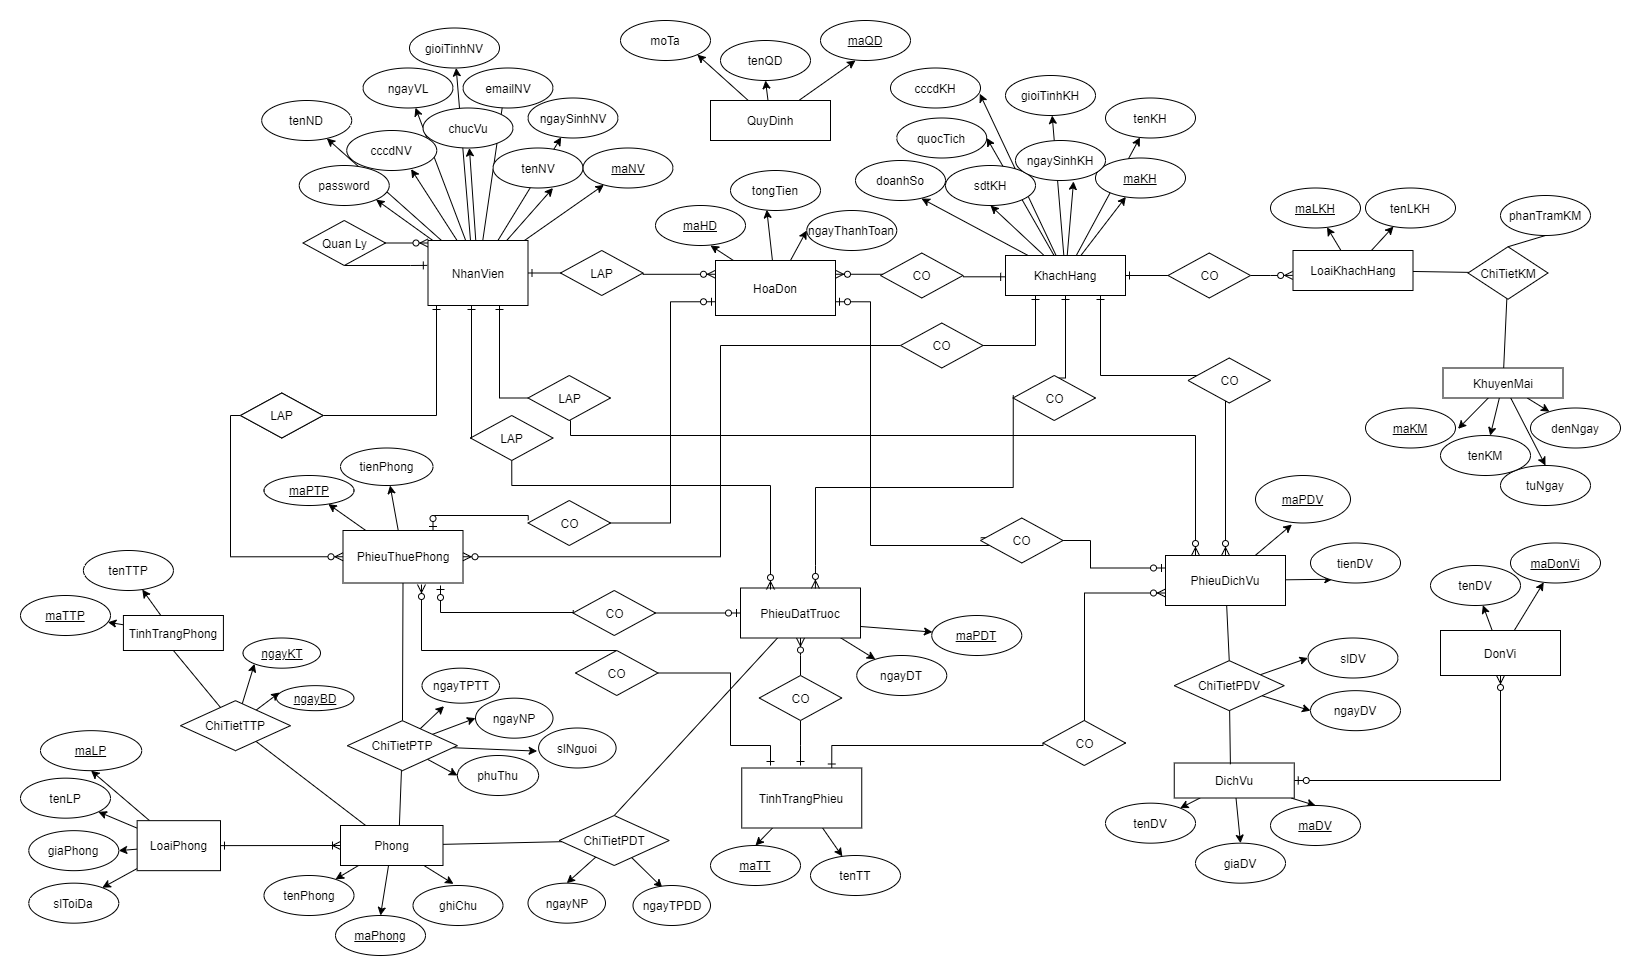 gioiTinhNV
moTa
maQD
tenQD
ngayVL
emailNV
cccdKH
gioiTinhKH
tenND
chucVu
ngaySinhNV
QuyDinh
tenKH
quocTich
cccdNV
tenNV
maNV
ngaySinhKH
password
tongTien
doanhSo
sdtKH
maKH
maLKH
tenLKH
phanTramKM
maHD
ngayThanhToan
Quan Ly
NhanVien
LAP
HoaDon
CO
KhachHang
CO
LoaiKhachHang
ChiTietKM
CO
CO
KhuyenMai
LAP
LAP
CO
LAP
maKM
denNgay
tenKM
tienPhong
tuNgay
maPTP
maPDV
CO
CO
PhieuThuePhong
tenTTP
PhieuDichVu
tienDV
maDonVi
tenDV
maTTP
TinhTrangPhong
CO
PhieuDatTruoc
maPDT
DonVi
ngayKT
slDV
CO
ngayDT
ngayTPTT
ChiTietPDV
ngayBD
CO
ngayDV
ChiTietTTP
ngayNP
ChiTietPTP
slNguoi
CO
maLP
phuThu
DichVu
tenLP
TinhTrangPhieu
tenDV
maDV
giaPhong
LoaiPhong
Phong
ChiTietPDT
giaDV
maTT
tenTT
slToiDa
tenPhong
ghiChu
ngayNP
ngayTPDD
maPhong